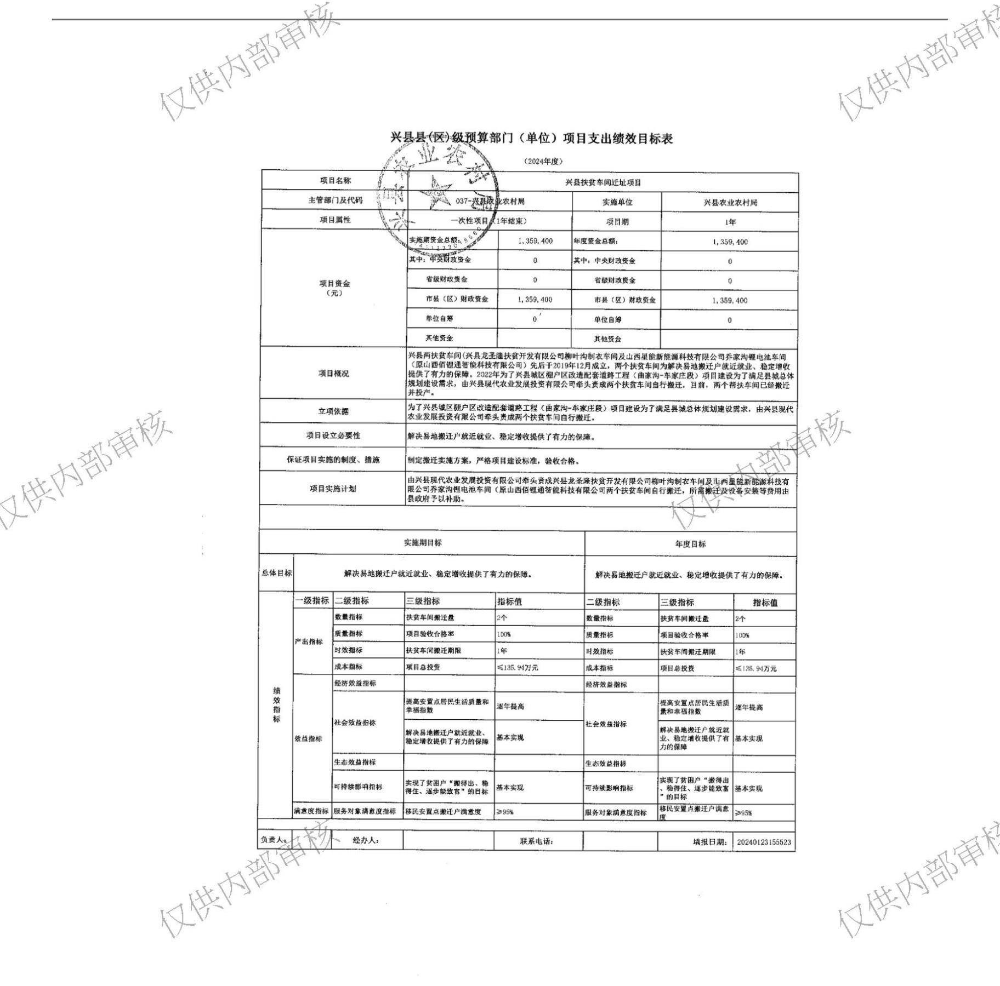 仅供内部审核
仅供内部审核
兴县县(区)级预算部门（单位）项目支出绩效目标表
（2024年度）
项目名称 兴县扶贫车间迁址项目
主管部门及代码 037-兴县农业农村局 实施单位 兴县农业农村局
项目属性 一次性项目（1年结束） 项目期 1年
项目资金
（元）
实施期资金总额： 1,359,400 年度资金总额： 1,359,400
其中：中央财政资金 0 其中：中央财政资金 0
省级财政资金 0 省级财政资金 0
市县（区）财政资金 1,359,400 市县（区）财政资金 1,359,400
单位自筹 0 单位自筹 0
其他资金 其他资金
项目概况
兴县两扶贫车间(兴县龙圣隆扶贫开发有限公司柳叶沟制衣车间及山西星能新能源科技有限公司乔家沟锂电池车间
（原山西佰锂通智能科技有限公司）先后于2019年12月成立，两个扶贫车间为解决易地搬迁户就近就业、稳定增收
提供了有力的保障。2022年为了兴县城区棚户区改造配套道路工程（曲家沟-车家庄段）项目建设为了满足县城总体
规划建设需求，由兴县现代农业发展投资有限公司牵头责成两个扶贫车间自行搬迁，目前，两个帮扶车间已经搬迁
并投产。
立项依据
为了兴县城区棚户区改造配套道路工程（曲家沟-车家庄段）项目建设为了满足县城总体规划建设需求，由兴县现代
农业发展投资有限公司牵头责成两个扶贫车间自行搬迁。
项目设立必要性 解决易地搬迁户就近就业、稳定增收提供了有力的保障。
保证项目实施的制度、措施 制定搬迁实施方案，严格项目建设标准，验收合格。
项目实施计划
由兴县现代农业发展投资有限公司牵头责成兴县龙圣隆扶贫开发有限公司柳叶沟制衣车间及山西星能新能源科技有
限公司乔家沟锂电池车间（原山西佰锂通智能科技有限公司两个扶贫车间自行搬迁，所需搬迁及设备安装等费用由
县政府予以补助。
仅供内部审核
仅供内部审核
实施期目标 年度目标
总体目标 解决易地搬迁户就近就业、稳定增收提供了有力的保障。 解决易地搬迁户就近就业、稳定增收提供了有力的保障。
绩效指标
一级指标 二级指标 三级指标 指标值 二级指标 三级指标 指标值
产出指标
数量指标 扶贫车间搬迁量 2个 数量指标 扶贫车间搬迁量 2个
质量指标 项目验收合格率 100% 质量指标 项目验收合格率 100%
时效指标 扶贫车间搬迁期限 1年 时效指标 扶贫车间搬迁期限 1年
成本指标 项目总投资 ≤135.94万元 成本指标 项目总投资 ≤135.94万元
效益指标
经济效益指标 经济效益指标
社会效益指标
提高安置点居民生活质量和
幸福指数
逐年提高
社会效益指标
提高安置点居民生活质
量和幸福指数
逐年提高
解决易地搬迁户就近就业、
稳定增收提供了有力的保障
基本实现
解决易地搬迁户就近就
业、稳定增收提供了有
力的保障
基本实现
生态效益指标 生态效益指标
可持续影响指标
实现了贫困户“搬得出、稳
得住、逐步能致富”的目标
基本实现
可持续影响指标
实现了贫困户“搬得出
、稳得住、逐步能致富
”的目标
基本实现
满意度指标 服务对象满意度指标 移民安置点搬迁户满意度 ≥95% 服务对象满意度指标
移民安置点搬迁户满意
度
≥95%
负责人： 经办人： 联系电话： 填报日期： 20240123155523
仅供内部审核
仅供内部审核